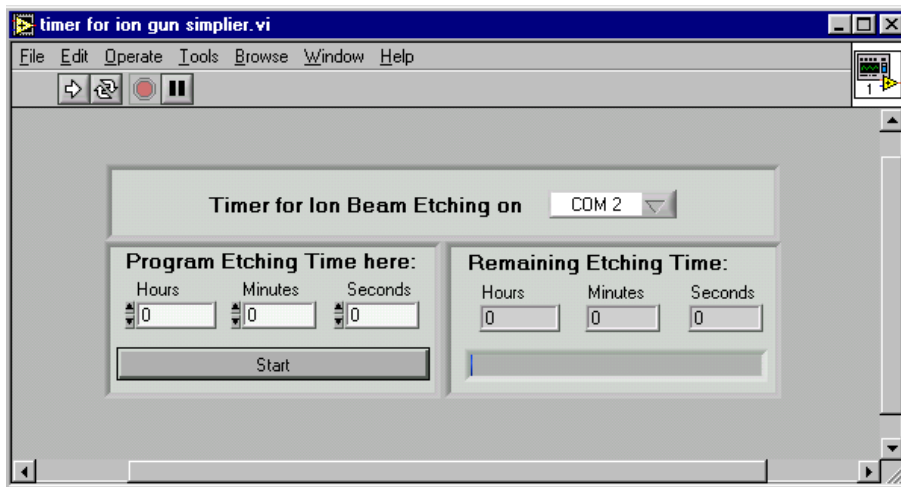 timer for ion gun simplier.vi
File Edit Operate Tools Browse Window Help
1
Timer for Ion Beam Etching on COM 2
Program Etching Time here:
Hours Minutes Seconds
0 0 0
Start
Remaining Etching Time:
Hours Minutes Seconds
0 0 0